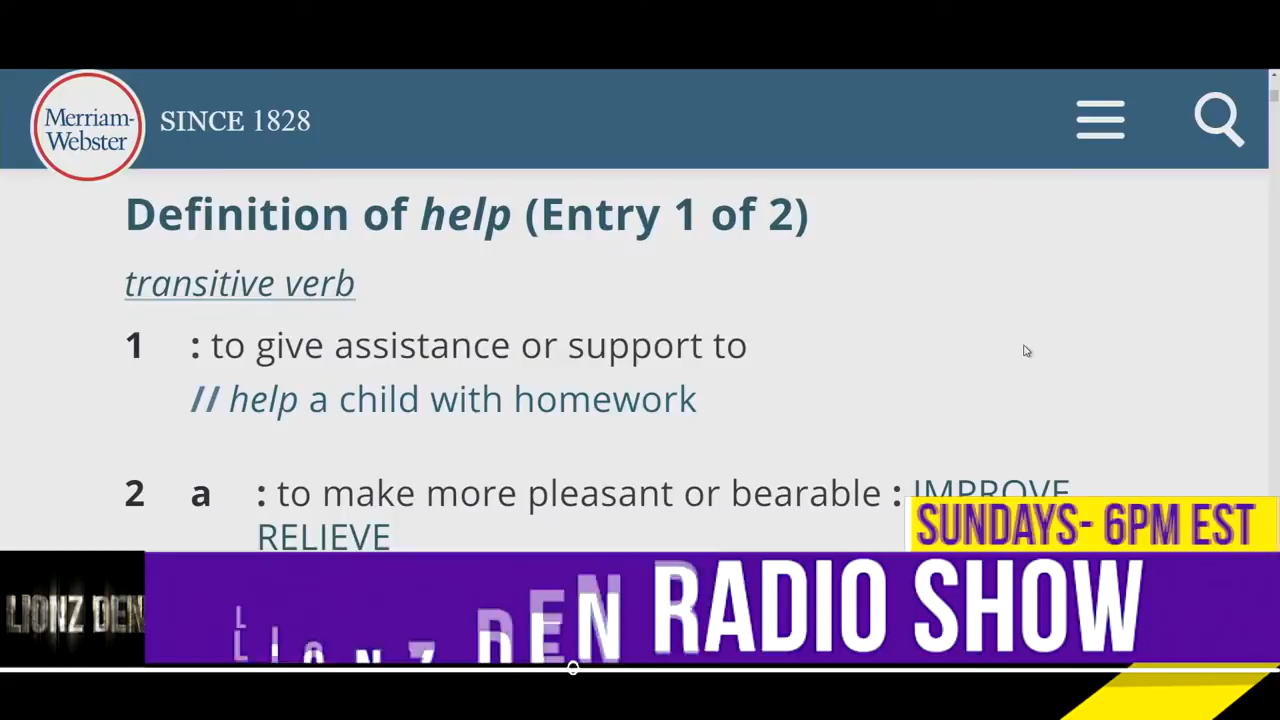 Merriam-
Webster
SINCE 1828
Definition of help (Entry 1 of 2)
transitive verb
1 : to give assistance or support to
// help a child with homework
2 a : to make more pleasant or bearable : IMPROVE
RELIEVE
SUNDAYS- 6PM EST
LIONZ DEN
LIONZ DEN RADIO SHOW